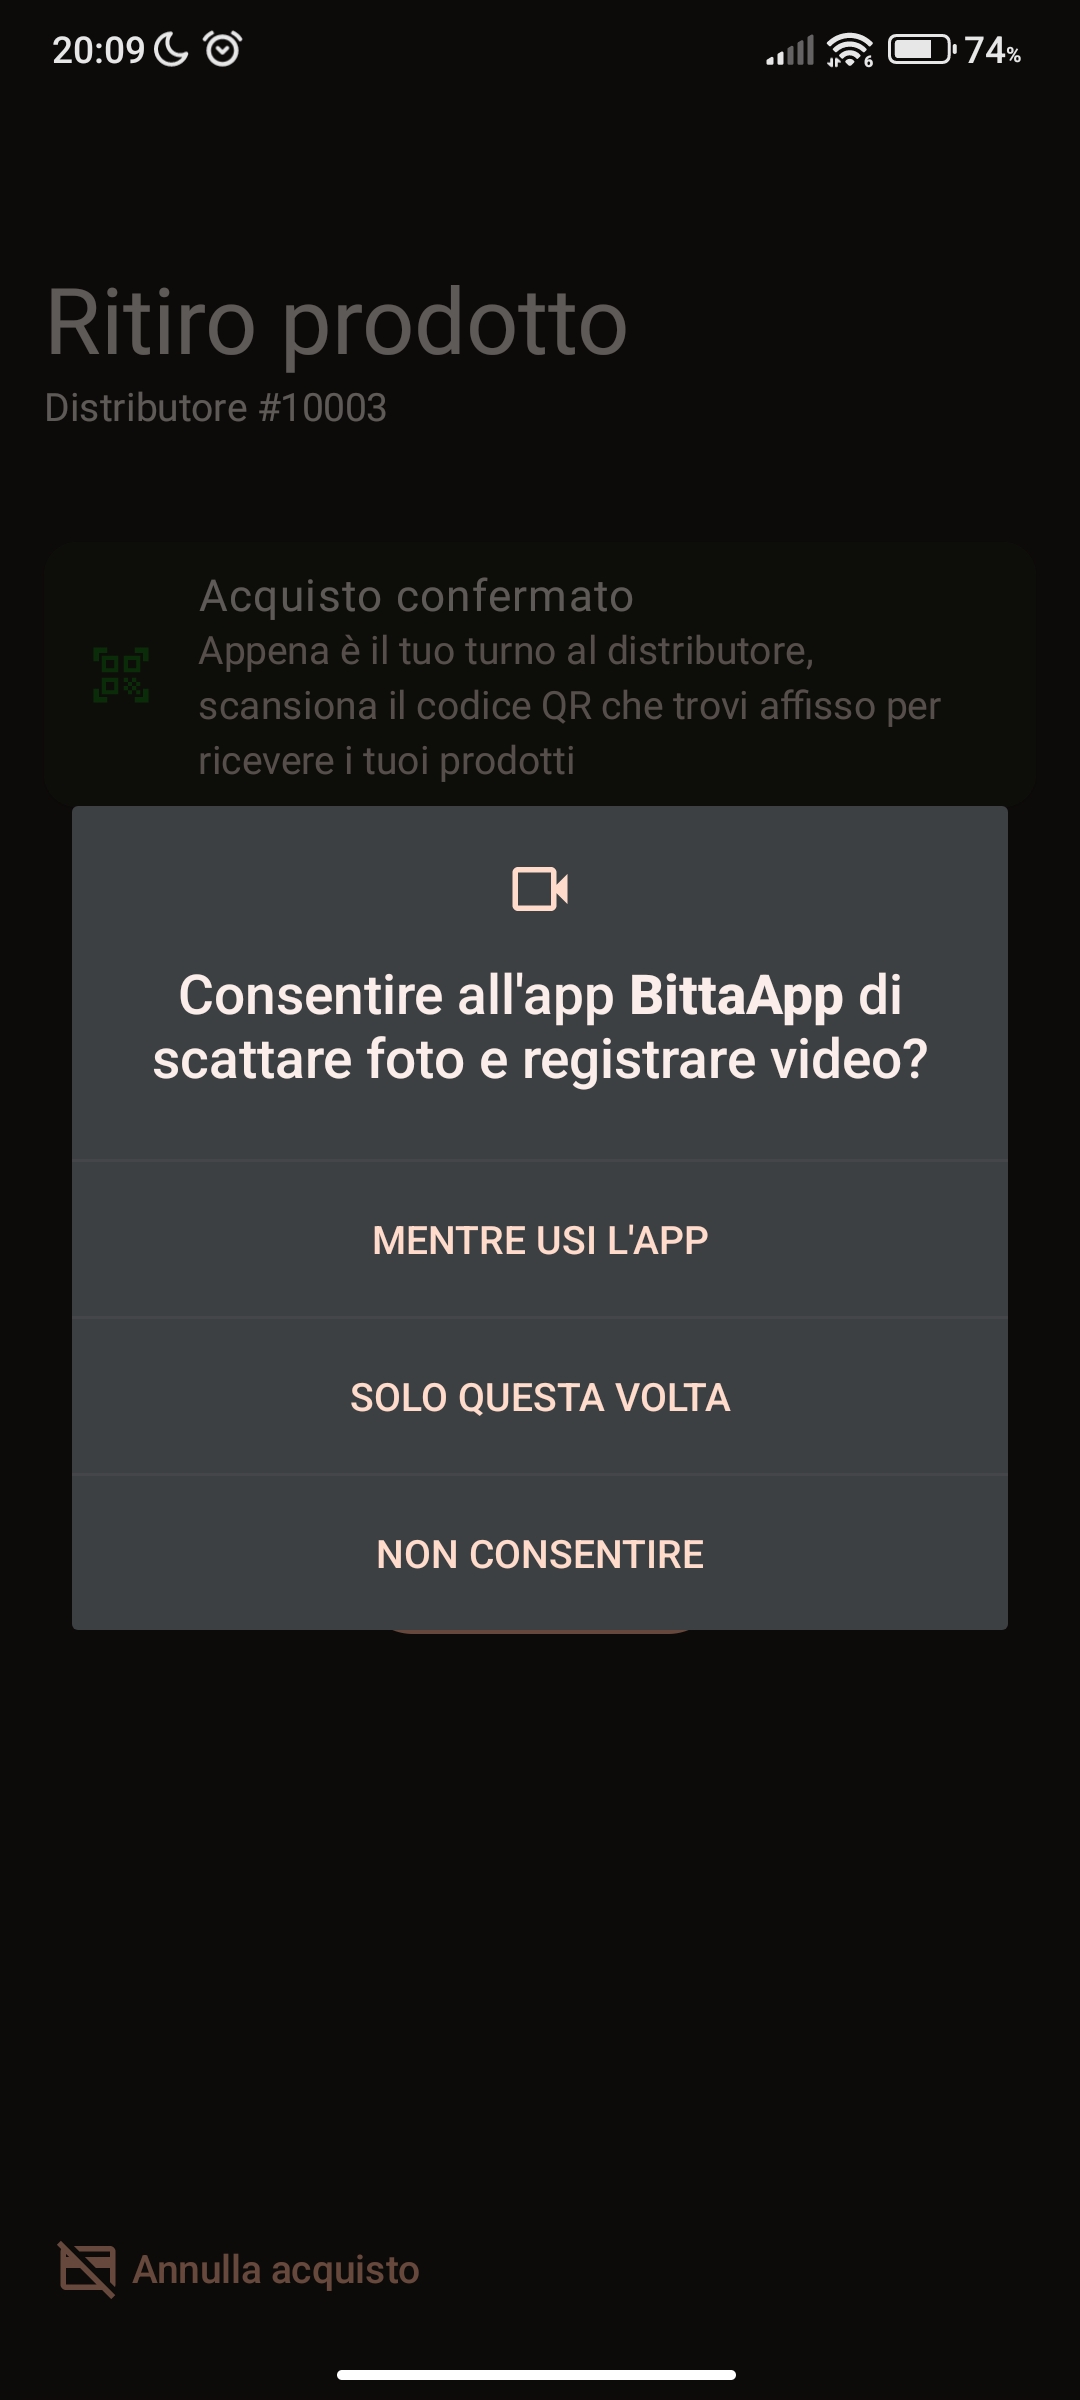 20:09
6
74%
Ritiro prodotto
Distributore #10003
Acquisto confermato
Appena è il tuo turno al distributore,
scansiona il codice QR che trovi affisso per
ricevere i tuoi prodotti
Consentire all'app BittaApp di
scattare foto e registrare video?
MENTRE USI L'APP
SOLO QUESTA VOLTA
NON CONSENTIRE
Annulla acquisto